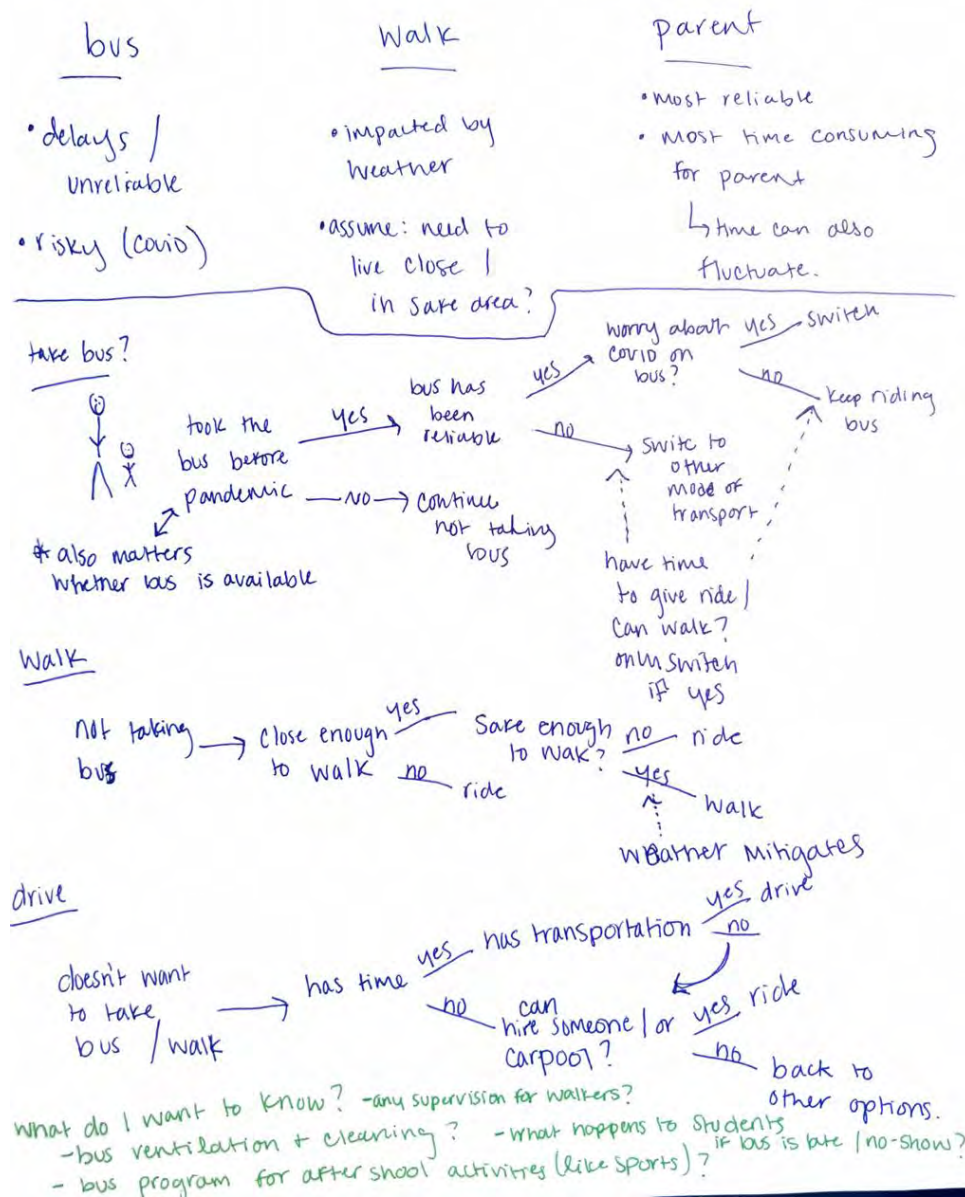 bus
• delays /
unreliable
• risky (covid)
Walk
• impacted by
weather
• assume: need to
live close /
in safe area?
parent
• most reliable
• most time consuming
for parent
↳ time can also
fluctuate.
take bus?
took the
bus before
pandemic
yes
bus has
been
reliable
yes
worry about
COVID on
bus?
yes
switch
no
keep riding
bus
no
switc to
other
mode of
transport
NO
continue
not taking
bus
* also matters
whether bus is available
have time
to give ride /
can walk?
only switch
if yes
Walk
not taking
bus
close enough
to walk
yes
no
ride
Safe enough
to wak?
no
ride
yes
walk
weather mitigates
drive
doesn't want
to take
bus / walk
has time
yes
has transportation
yes
drive
no
no
can
hire someone / or
carpool?
yes
ride
no
back to
other options.
what do I want to know? - any supervision for walkers?
- bus ventilation + cleaning? - what happens to students
if bus is late / no-show?
- bus program for after shool activities (like sports)?